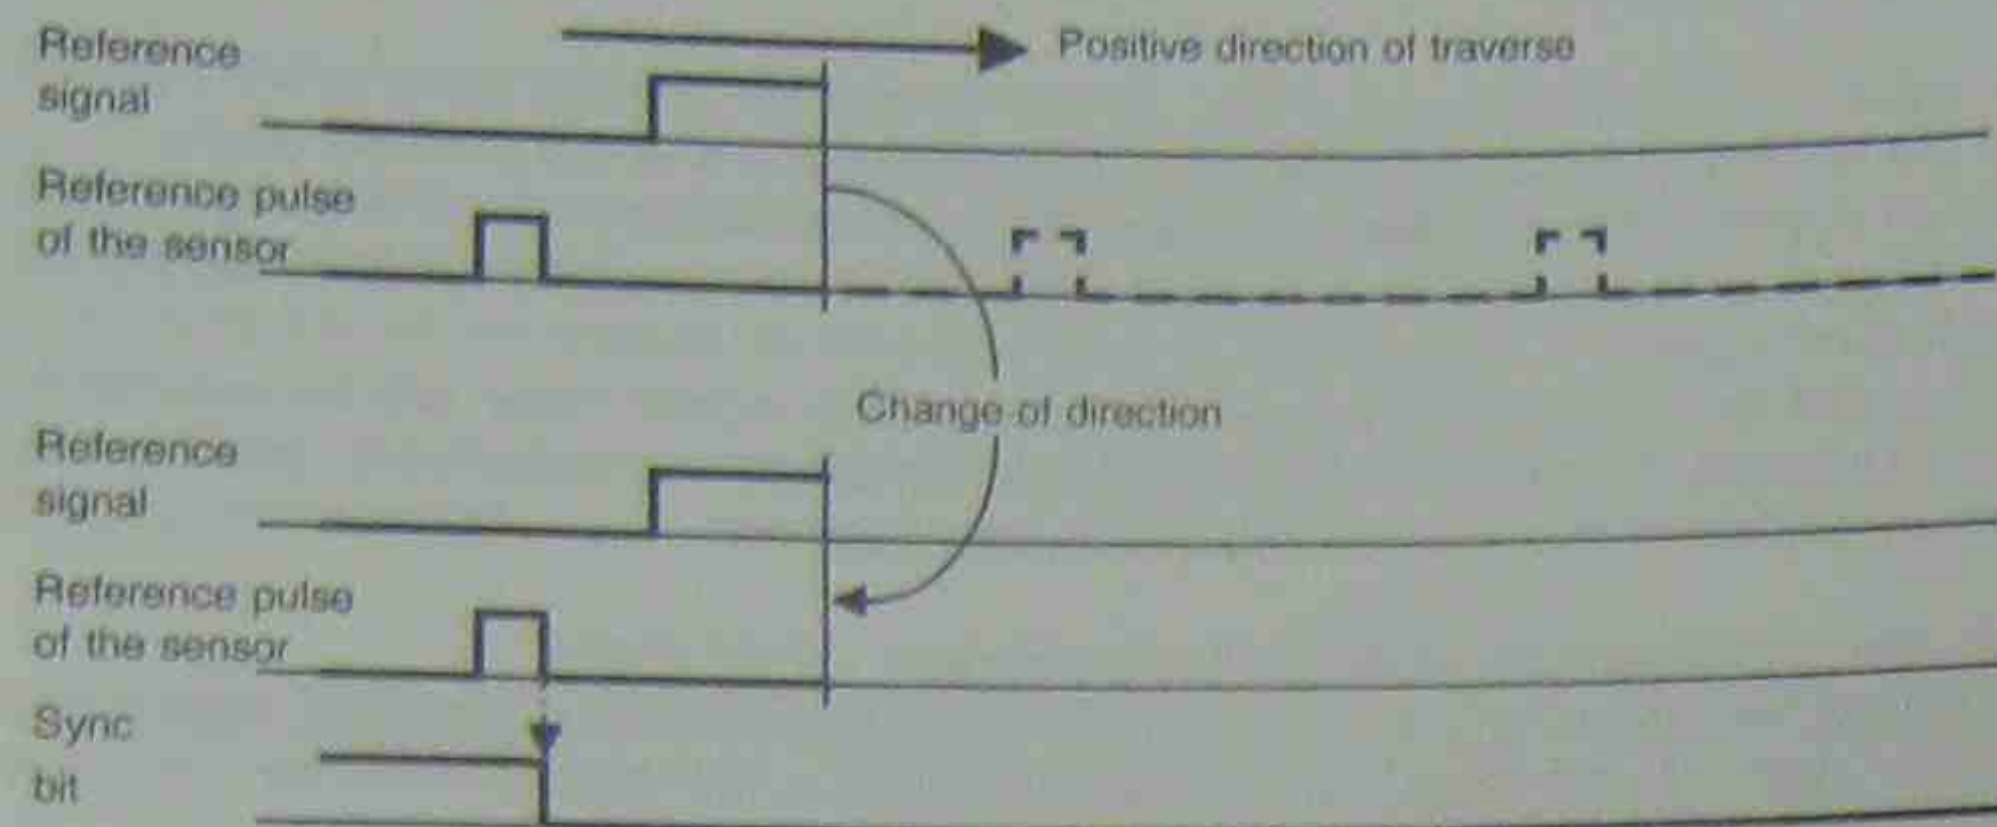 Reference
signal
Positive direction of traverse
Reference pulse
of the sensor
Change of direction
Reference
signal
Reference pulse
of the sensor
Sync
bit